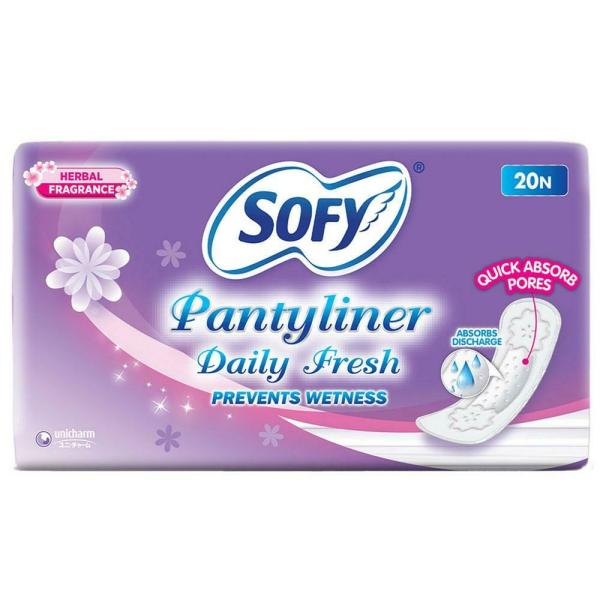 HERBAL
FRAGRANCE
SOFY
®
20N
Pantyliner
Daily Fresh
PREVENTS WETNESS
QUICK ABSORB
PORES
ABSORBS
DISCHARGE
unicharm
ユニ・チャーム